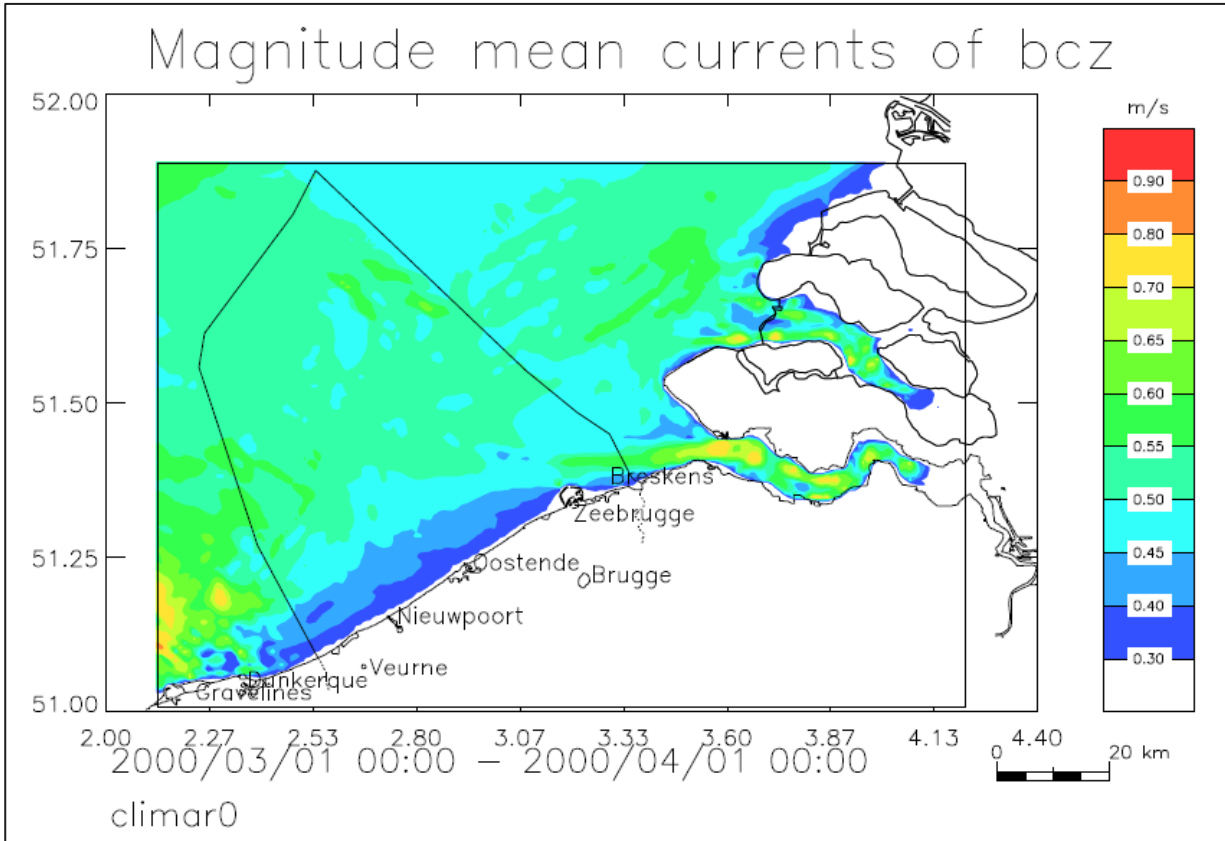 Magnitude mean currents of bcz
52.00
51.75
51.50
51.25
51.00
m/s
0.90
0.80
0.70
0.65
0.60
0.55
0.50
0.45
0.40
0.30
Breskens
Zeebrugge
Oostende
Brugge
Nieuwpoort
Veurne
Dunkerque
Gravelines
2.00 2.27 2.53 2.80 3.07 3.33 3.60 3.87 4.13 4.40
0 20 km
2000/03/01 00:00 - 2000/04/01 00:00
climar0